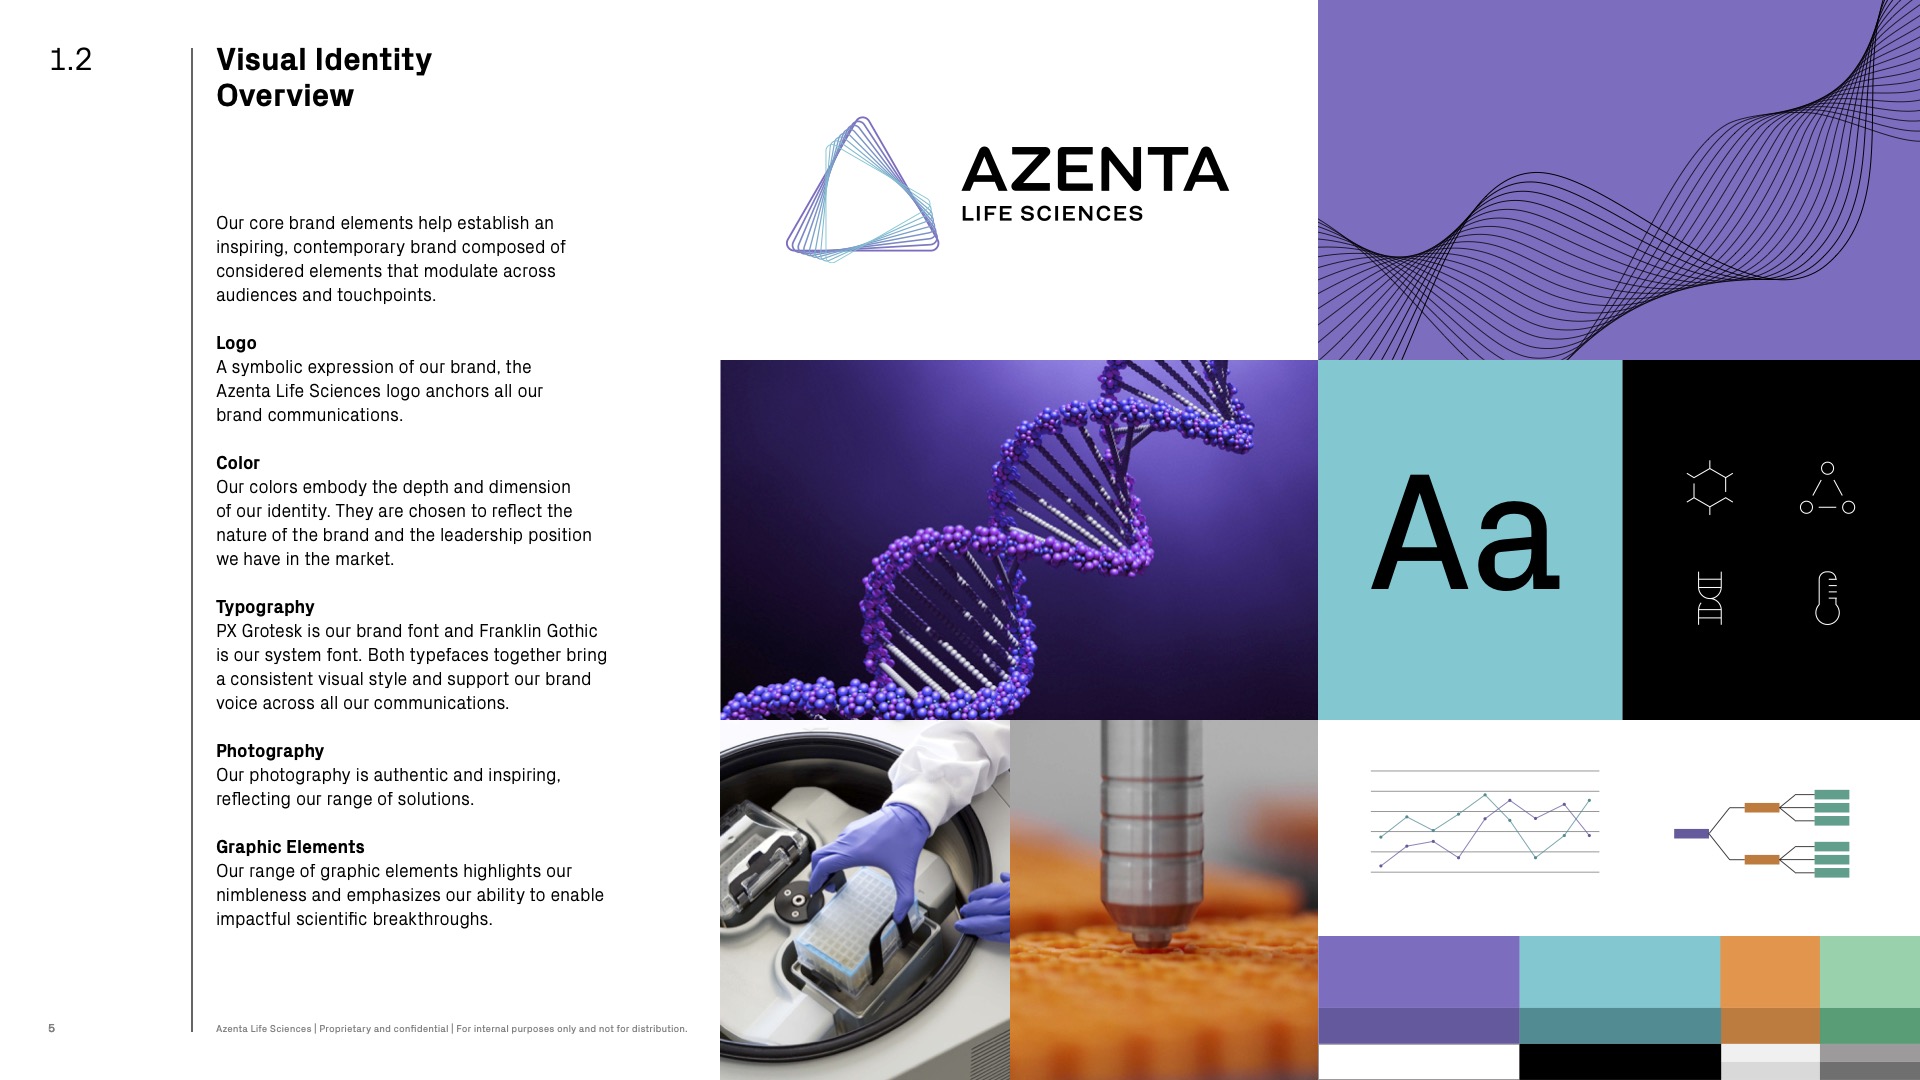 1.2
Visual Identity
Overview
Our core brand elements help establish an
inspiring, contemporary brand composed of
considered elements that modulate across
audiences and touchpoints.
Logo
A symbolic expression of our brand, the
Azenta Life Sciences logo anchors all our
brand communications.
Color
Our colors embody the depth and dimension
of our identity. They are chosen to reflect the
nature of the brand and the leadership position
we have in the market.
Typography
PX Grotesk is our brand font and Franklin Gothic
is our system font. Both typefaces together bring
a consistent visual style and support our brand
voice across all our communications.
Photography
Our photography is authentic and inspiring,
reflecting our range of solutions.
Graphic Elements
Our range of graphic elements highlights our
nimbleness and emphasizes our ability to enable
impactful scientific breakthroughs.
5
Azenta Life Sciences | Proprietary and confidential | For internal purposes only and not for distribution.
AZENTA
LIFE SCIENCES
Aa